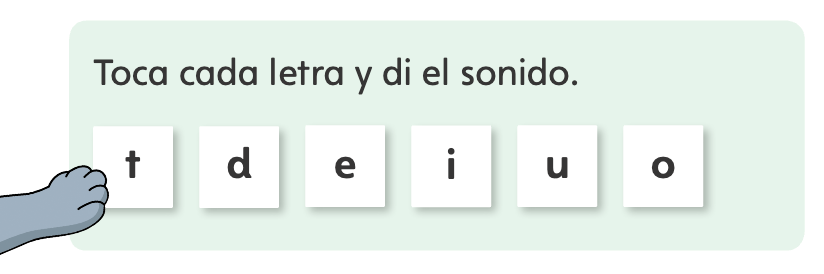 Toca cada letra y di el sonido.
t d e i u o